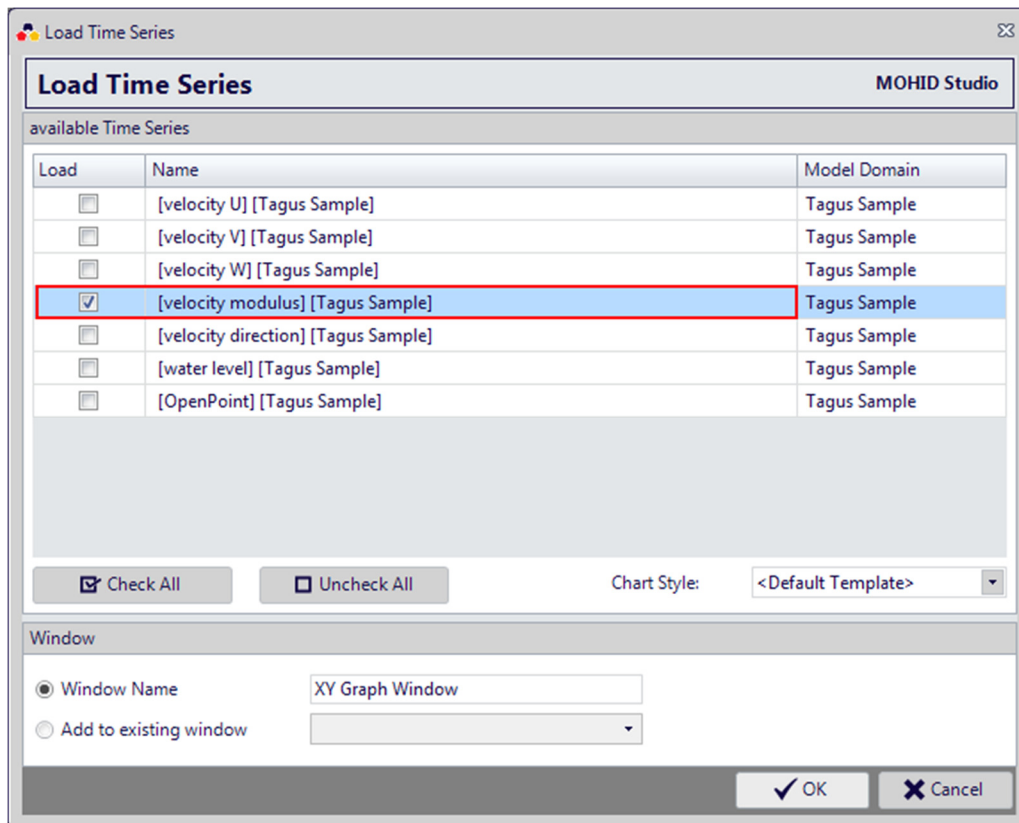 Load Time Series
Load Time Series MOHID Studio
available Time Series
Load Name Model Domain
[velocity U] [Tagus Sample] Tagus Sample
[velocity V] [Tagus Sample] Tagus Sample
[velocity W] [Tagus Sample] Tagus Sample
[velocity modulus] [Tagus Sample] Tagus Sample
[velocity direction] [Tagus Sample] Tagus Sample
[water level] [Tagus Sample] Tagus Sample
[OpenPoint] [Tagus Sample] Tagus Sample
Check All Uncheck All Chart Style: <Default Template>
Window
Window Name XY Graph Window
Add to existing window
OK Cancel